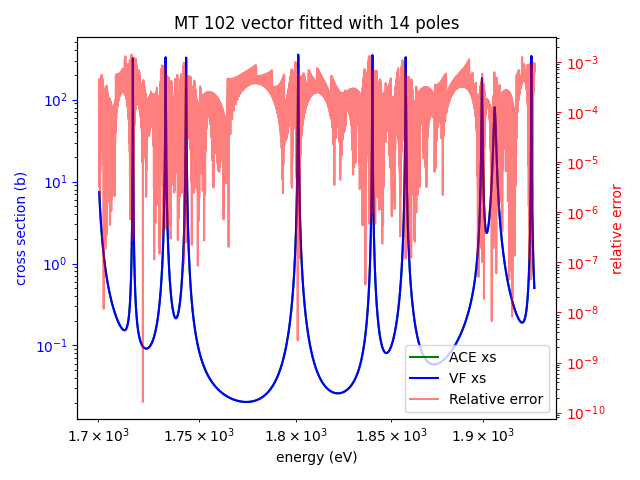 MT 102 vector fitted with 14 poles
cross section (b)
10²
10¹
10⁰
10⁻¹
10⁻³
10⁻⁴
10⁻⁵
10⁻⁶
10⁻⁷
10⁻⁸
10⁻⁹
10⁻¹⁰
relative error
ACE xs
VF xs
Relative error
1.7 × 10³ 1.75 × 10³ 1.8 × 10³ 1.85 × 10³ 1.9 × 10³
energy (eV)